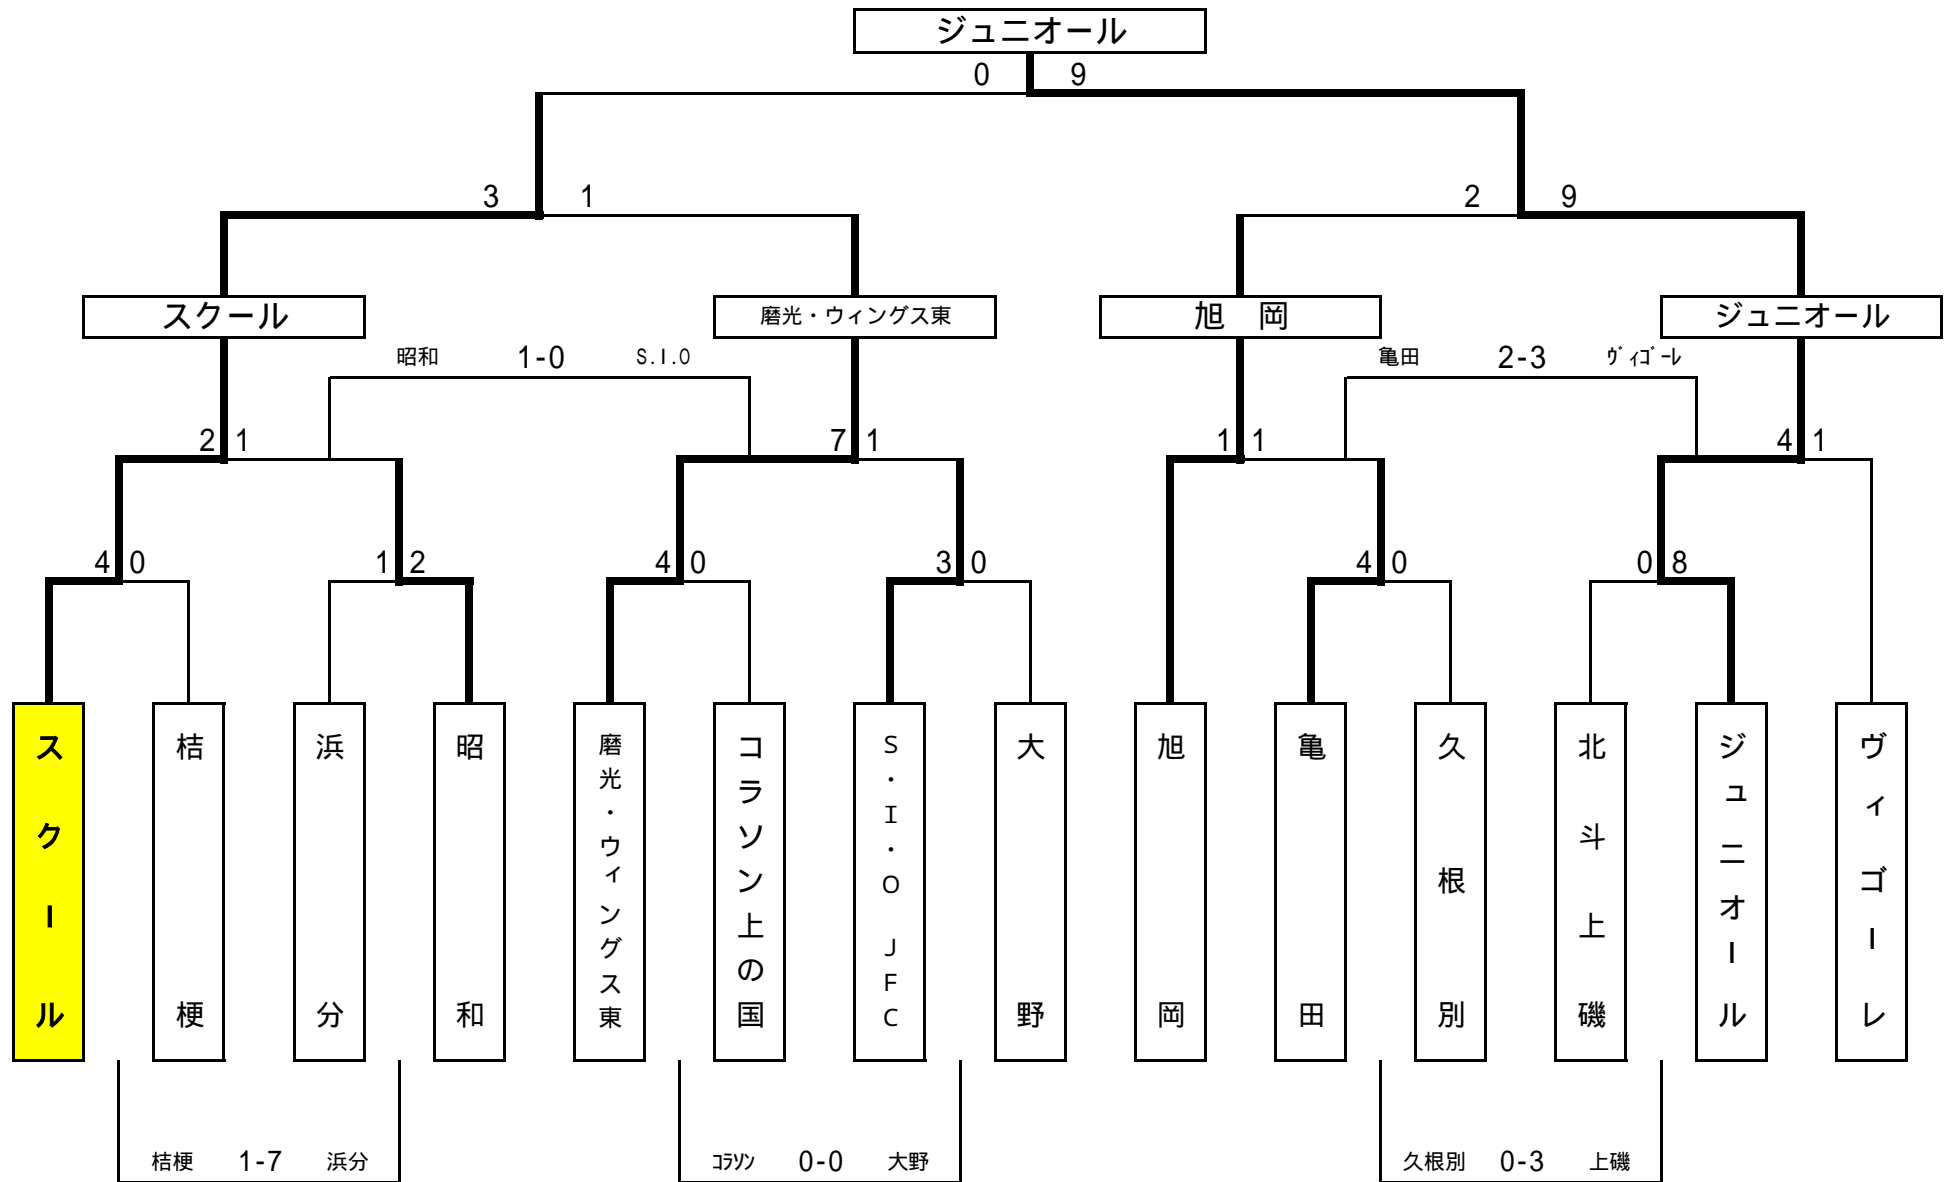 ジュニオール
0 9
3 1 2 9
スクール 磨光・ウィングス東 旭 岡 ジュニオール
昭和 1-0 S.I.O 亀田 2-3 ヴィゴーレ
2 1 7 1 1 1 4 1
4 0 1 2 4 0 3 0 4 0 0 8
スクール
桔梗
浜分
昭和
磨光・ウィングス東
コラソン上の国
S・I・O JFC
大野
旭岡
亀田
久根別
北斗上磯
ジュニオール
ヴィゴーレ
桔梗 1-7 浜分 コラソン 0-0 大野 久根別 0-3 上磯